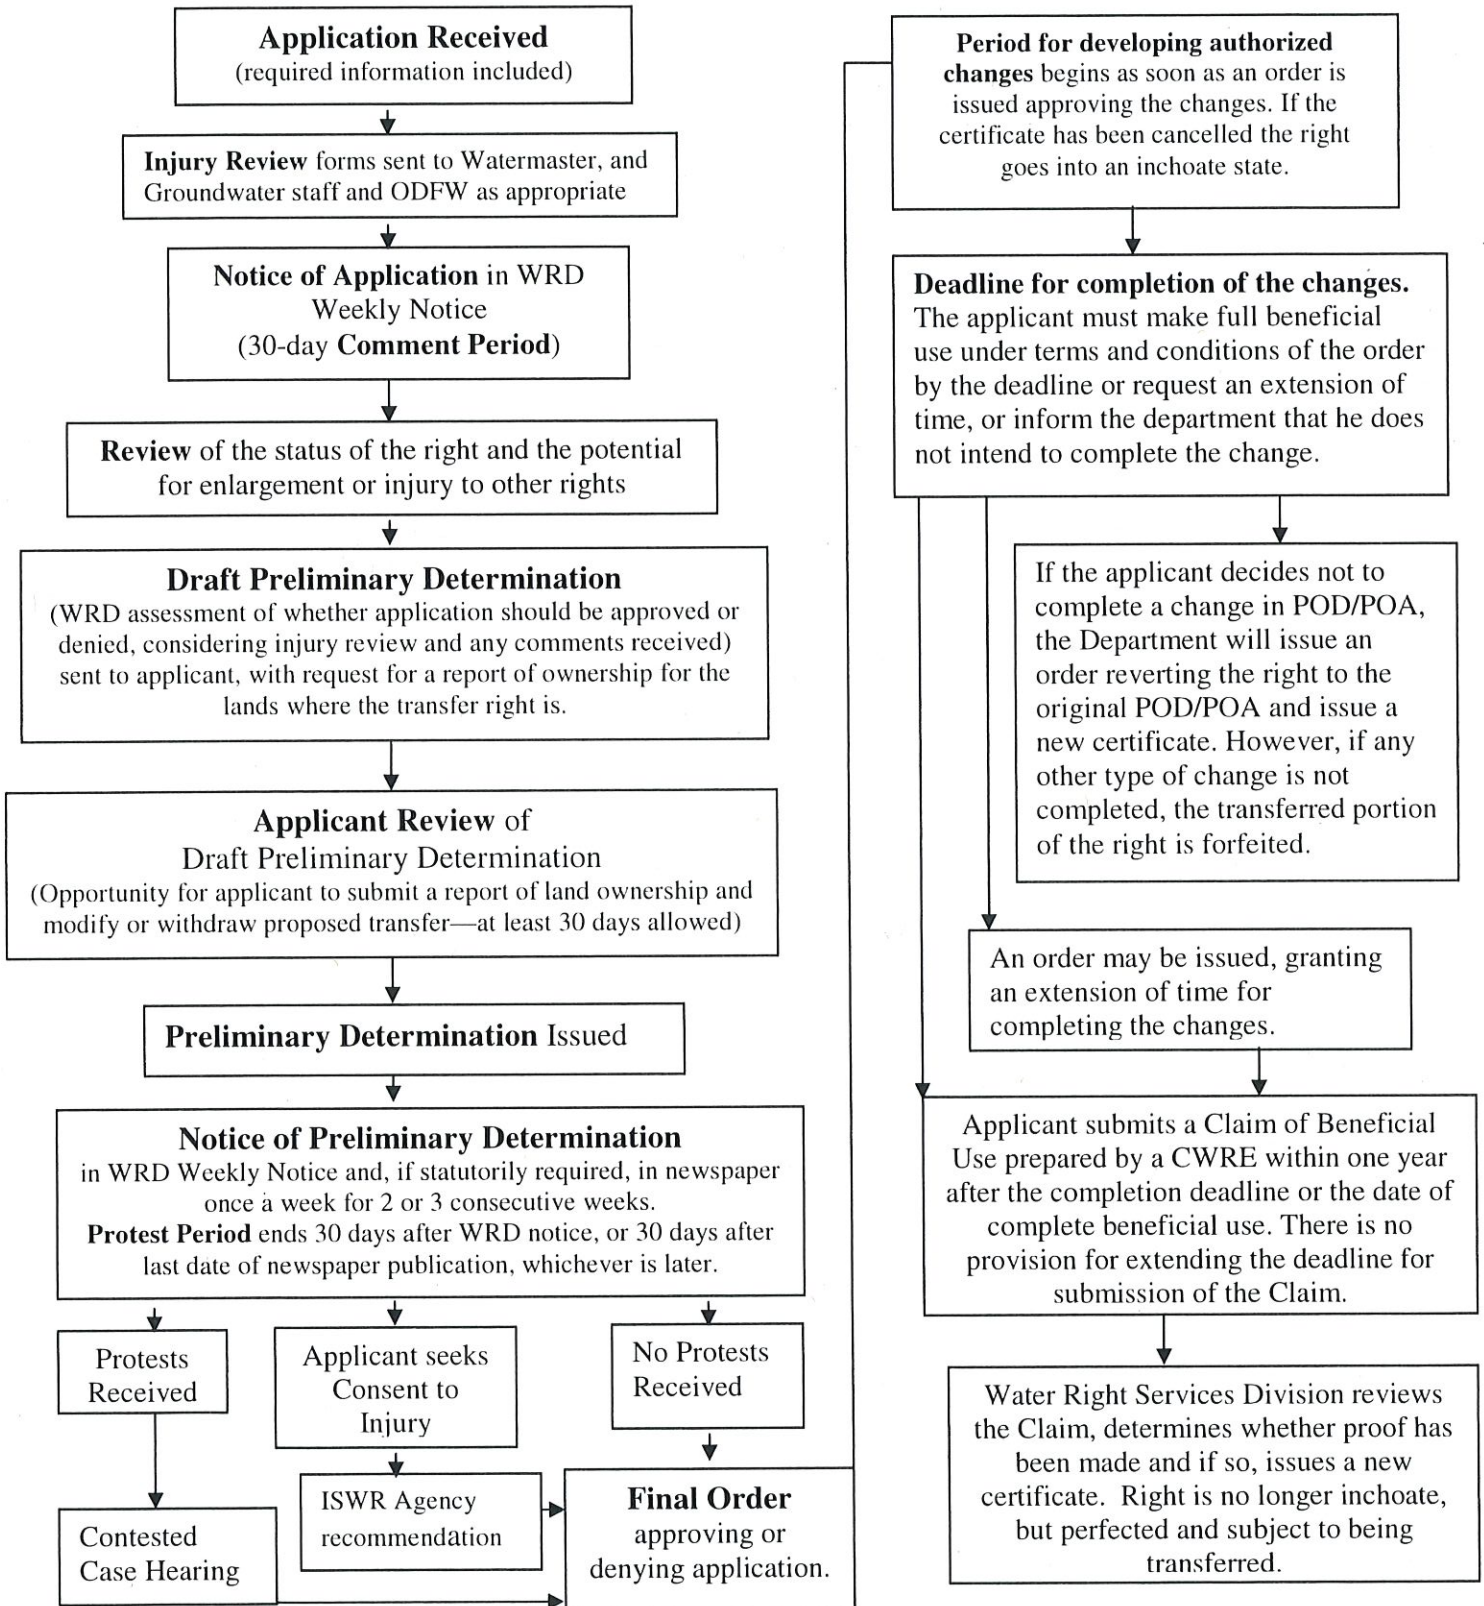 Application Received
(required information included)
Injury Review forms sent to Watermaster, and
Groundwater staff and ODFW as appropriate
Notice of Application in WRD
Weekly Notice
(30-day Comment Period)
Review of the status of the right and the potential
for enlargement or injury to other rights
Draft Preliminary Determination
(WRD assessment of whether application should be approved or
denied, considering injury review and any comments received)
sent to applicant, with request for a report of ownership for the
lands where the transfer right is.
Applicant Review of
Draft Preliminary Determination
(Opportunity for applicant to submit a report of land ownership and
modify or withdraw proposed transfer—at least 30 days allowed)
Preliminary Determination Issued
Notice of Preliminary Determination
in WRD Weekly Notice and, if statutorily required, in newspaper
once a week for 2 or 3 consecutive weeks.
Protest Period ends 30 days after WRD notice, or 30 days after
last date of newspaper publication, whichever is later.
Protests
Received
Applicant seeks
Consent to
Injury
No Protests
Received
Contested
Case Hearing
ISWR Agency
recommendation
Final Order
approving or
denying application.
Period for developing authorized
changes begins as soon as an order is
issued approving the changes. If the
certificate has been cancelled the right
goes into an inchoate state.
Deadline for completion of the changes.
The applicant must make full beneficial
use under terms and conditions of the order
by the deadline or request an extension of
time, or inform the department that he does
not intend to complete the change.
If the applicant decides not to
complete a change in POD/POA,
the Department will issue an
order reverting the right to the
original POD/POA and issue a
new certificate. However, if any
other type of change is not
completed, the transferred portion
of the right is forfeited.
An order may be issued, granting
an extension of time for
completing the changes.
Applicant submits a Claim of Beneficial
Use prepared by a CWRE within one year
after the completion deadline or the date of
complete beneficial use. There is no
provision for extending the deadline for
submission of the Claim.
Water Right Services Division reviews
the Claim, determines whether proof has
been made and if so, issues a new
certificate. Right is no longer inchoate,
but perfected and subject to being
transferred.